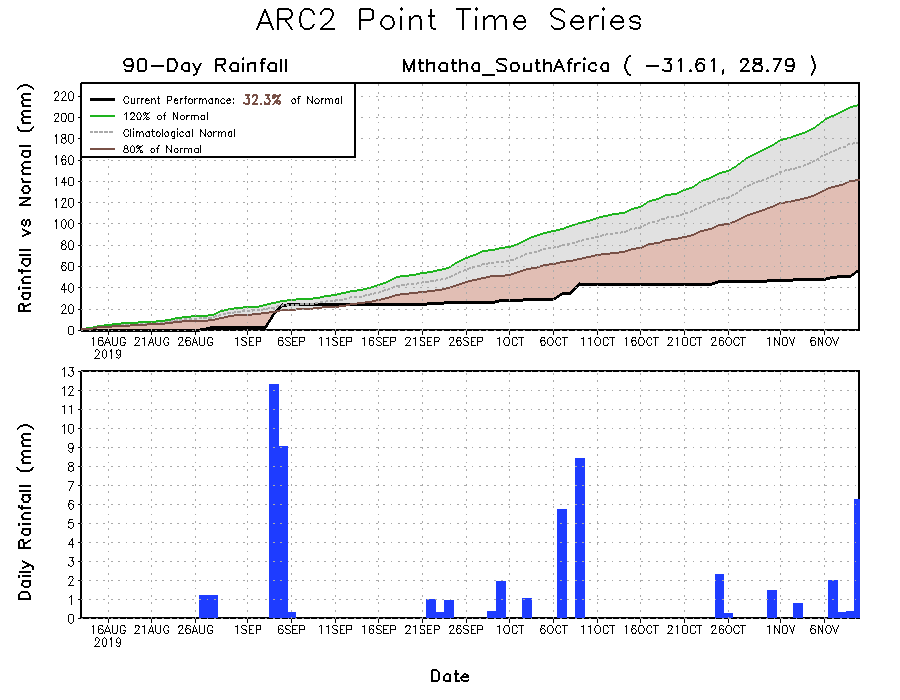 ARC2 Point Time Series
90-Day Rainfall Mthatha_SouthAfrica ( -31.61, 28.79 )
Rainfall vs Normal (mm)
Current Performance: 32.3% of Normal
120% of Normal
Climatological Normal
80% of Normal
220
200
180
160
140
120
100
80
60
40
20
0
16AUG 21AUG 26AUG 1SEP 6SEP 11SEP 16SEP 21SEP 26SEP 1OCT 6OCT 11OCT 16OCT 21OCT 26OCT 1NOV 6NOV
2019
Daily Rainfall (mm)
13
12
11
10
9
8
7
6
5
4
3
2
1
0
16AUG 21AUG 26AUG 1SEP 6SEP 11SEP 16SEP 21SEP 26SEP 1OCT 6OCT 11OCT 16OCT 21OCT 26OCT 1NOV 6NOV
2019
Date